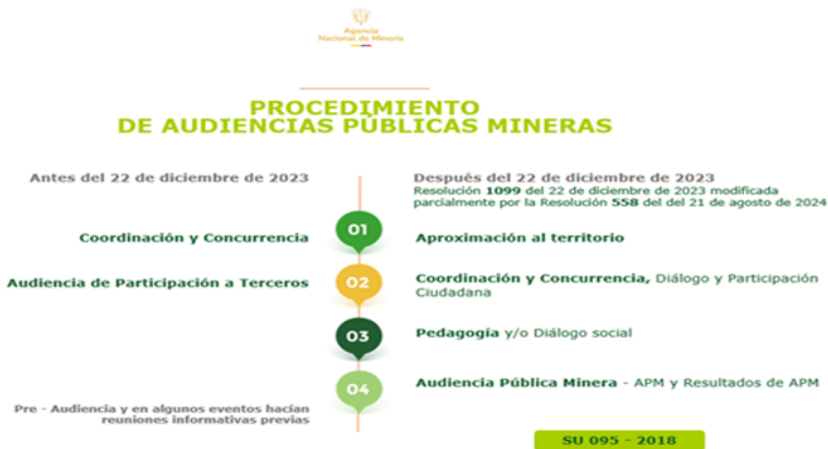 Agencia
Nacional de Minería
PROCEDIMIENTO
DE AUDIENCIAS PÚBLICAS MINERAS
Antes del 22 de diciembre de 2023
Después del 22 de diciembre de 2023
Resolución 1099 del 22 de diciembre de 2023 modificada
parcialmente por la Resolución 558 del del 21 de agosto de 2024
Coordinación y Concurrencia
01
Aproximación al territorio
Audiencia de Participación a Terceros
02
Coordinación y Concurrencia, Diálogo y Participación
Ciudadana
03
Pedagogía y/o Diálogo social
04
Audiencia Pública Minera - APM y Resultados de APM
Pre - Audiencia y en algunos eventos hacían
reuniones informativas previas
SU 095 - 2018